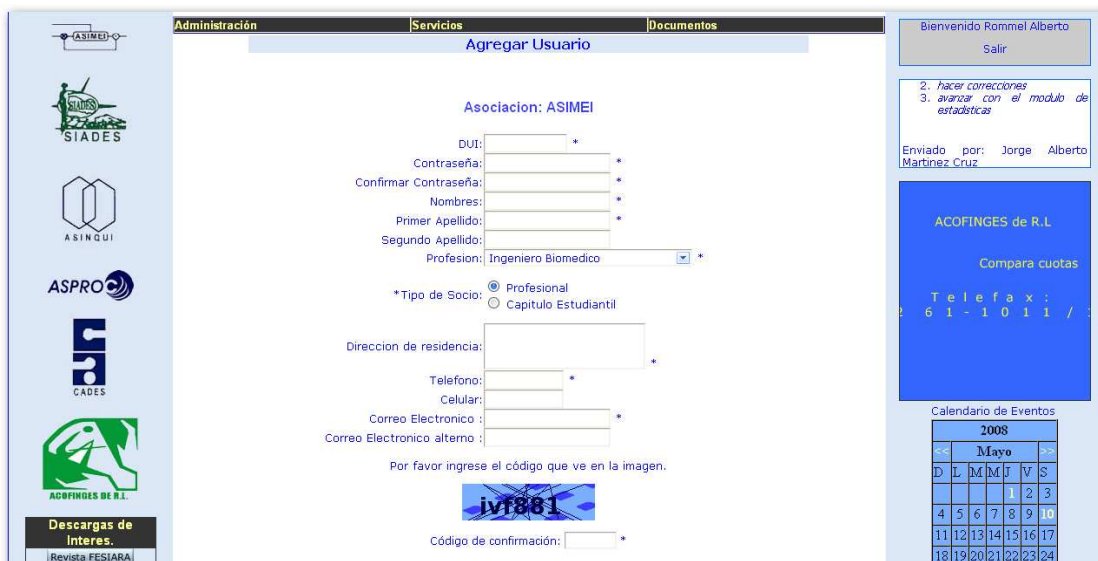 ASIMEI
SIADES
SIADES
ASINQUI
ASPROC
CADES
ACOFINGES DE R.L.
Descargas de
Interes.
Revista FESIARA
Administración Servicios Documentos
Agregar Usuario
Asociacion: ASIMEI
DUI: *
Contraseña: *
Confirmar Contraseña: *
Nombres: *
Primer Apellido: *
Segundo Apellido:
Profesion: Ingeniero Biomedico *
*Tipo de Socio: Profesional
Capitulo Estudiantil
Direccion de residencia: *
Telefono: *
Celular:
Correo Electronico : *
Correo Electronico alterno :
Por favor ingrese el código que ve en la imagen.
ivf881
Código de confirmación: *
Bienvenido Rommel Alberto
Salir
2. hacer correcciones
3. avanzar con el modulo de
estadisticas
Enviado por: Jorge Alberto
Martinez Cruz
ACOFINGES de R.L
Compara cuotas
Telefax:
261-1011/
Calendario de Eventos
2008
<< Mayo >>
D L M M J V S
1 2 3
4 5 6 7 8 9 10
11 12 13 14 15 16 17
18 19 20 21 22 23 24